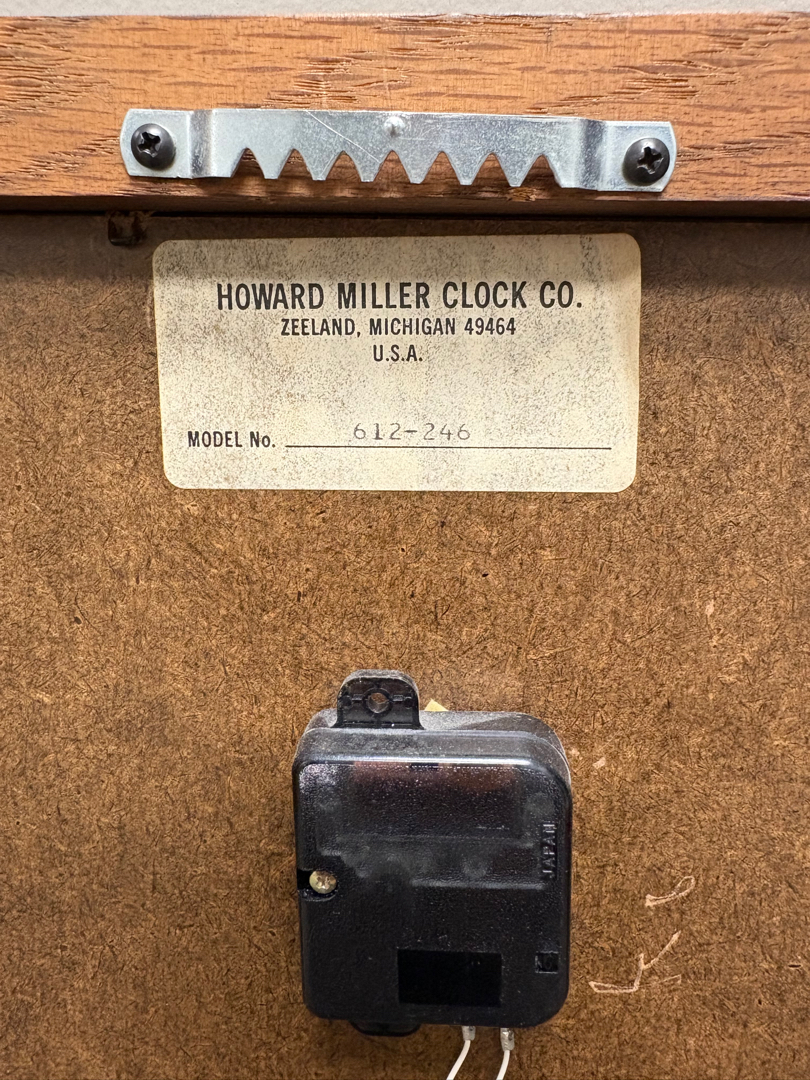 HOWARD MILLER CLOCK CO.
ZEELAND, MICHIGAN 49464
U.S.A.
MODEL No. 612-246
JAPAN